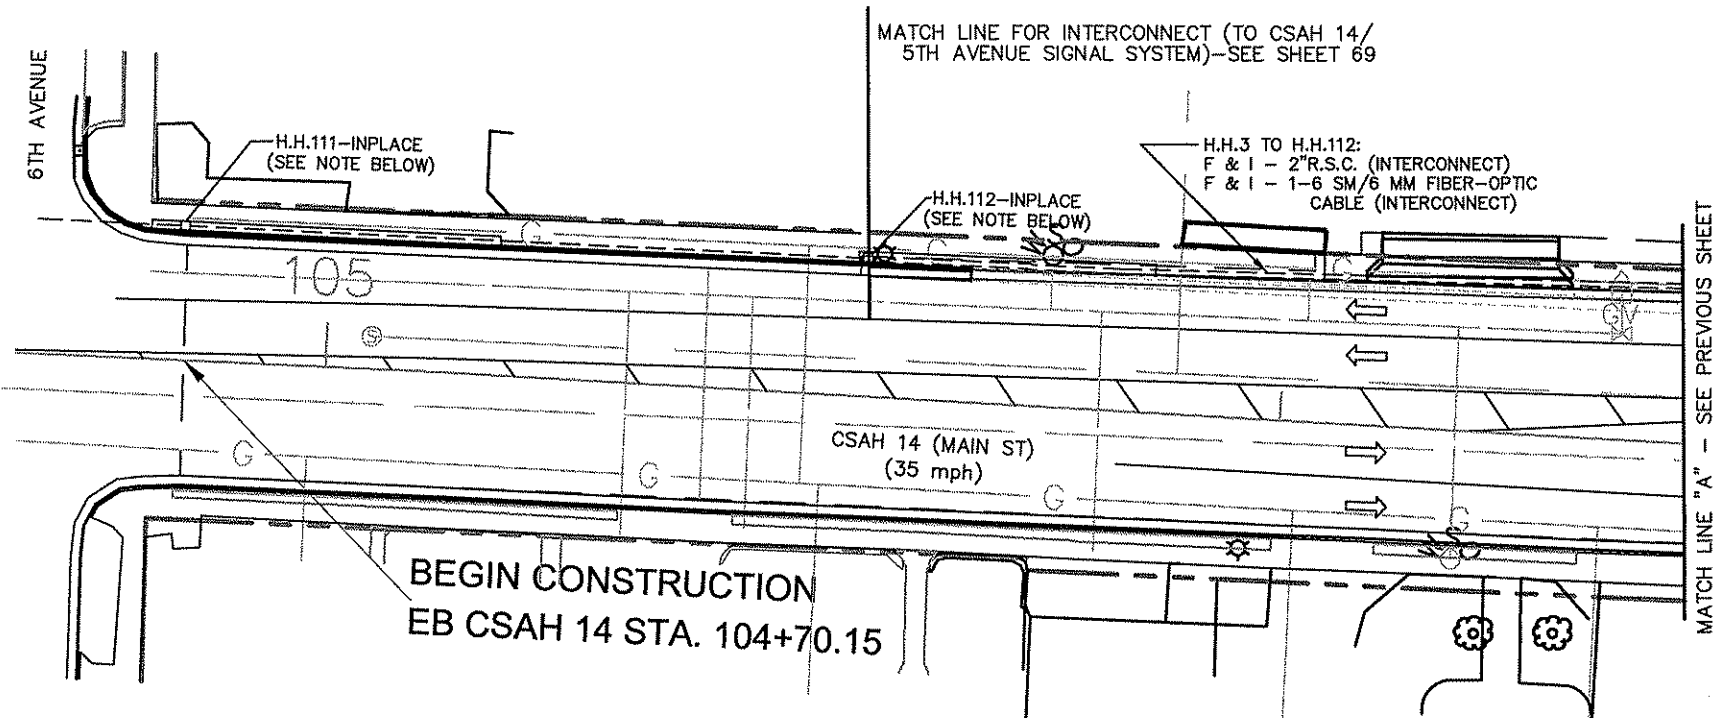 MATCH LINE FOR INTERCONNECT (TO CSAH 14/
5TH AVENUE SIGNAL SYSTEM)-SEE SHEET 69
6TH AVENUE
H.H.111-INPLACE
(SEE NOTE BELOW)
H.H.3 TO H.H.112:
F & I - 2"R.S.C. (INTERCONNECT)
F & I - 1-6 SM/6 MM FIBER-OPTIC
CABLE (INTERCONNECT)
H.H.112-INPLACE
(SEE NOTE BELOW)
G
G
G
105
GV
S
CSAH 14 (MAIN ST)
(35 mph)
G
G
G
G
BEGIN CONSTRUCTION
EB CSAH 14 STA. 104+70.15
MATCH LINE "A" - SEE PREVIOUS SHEET